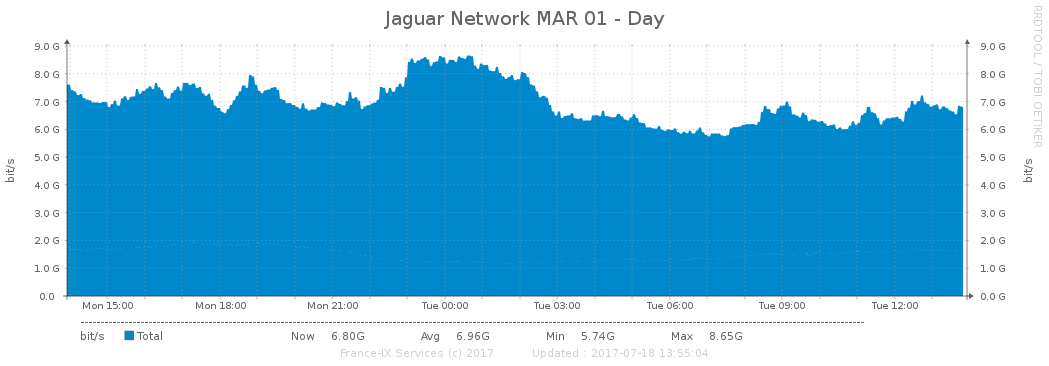 Jaguar Network MAR 01 - Day
RRDTOOL / TOBI OETIKER
9.0 G 9.0 G
8.0 G 8.0 G
7.0 G 7.0 G
6.0 G 6.0 G
5.0 G 5.0 G
4.0 G 4.0 G
3.0 G 3.0 G
2.0 G 2.0 G
1.0 G 1.0 G
0.0 0.0 G
bit/s
bit/s
Mon 15:00 Mon 18:00 Mon 21:00 Tue 00:00 Tue 03:00 Tue 06:00 Tue 09:00 Tue 12:00
bit/s Total Now 6.80G Avg 6.96G Min 5.74G Max 8.65G
France-IX Services (c) 2017 Updated : 2017-07-18 13:55:04